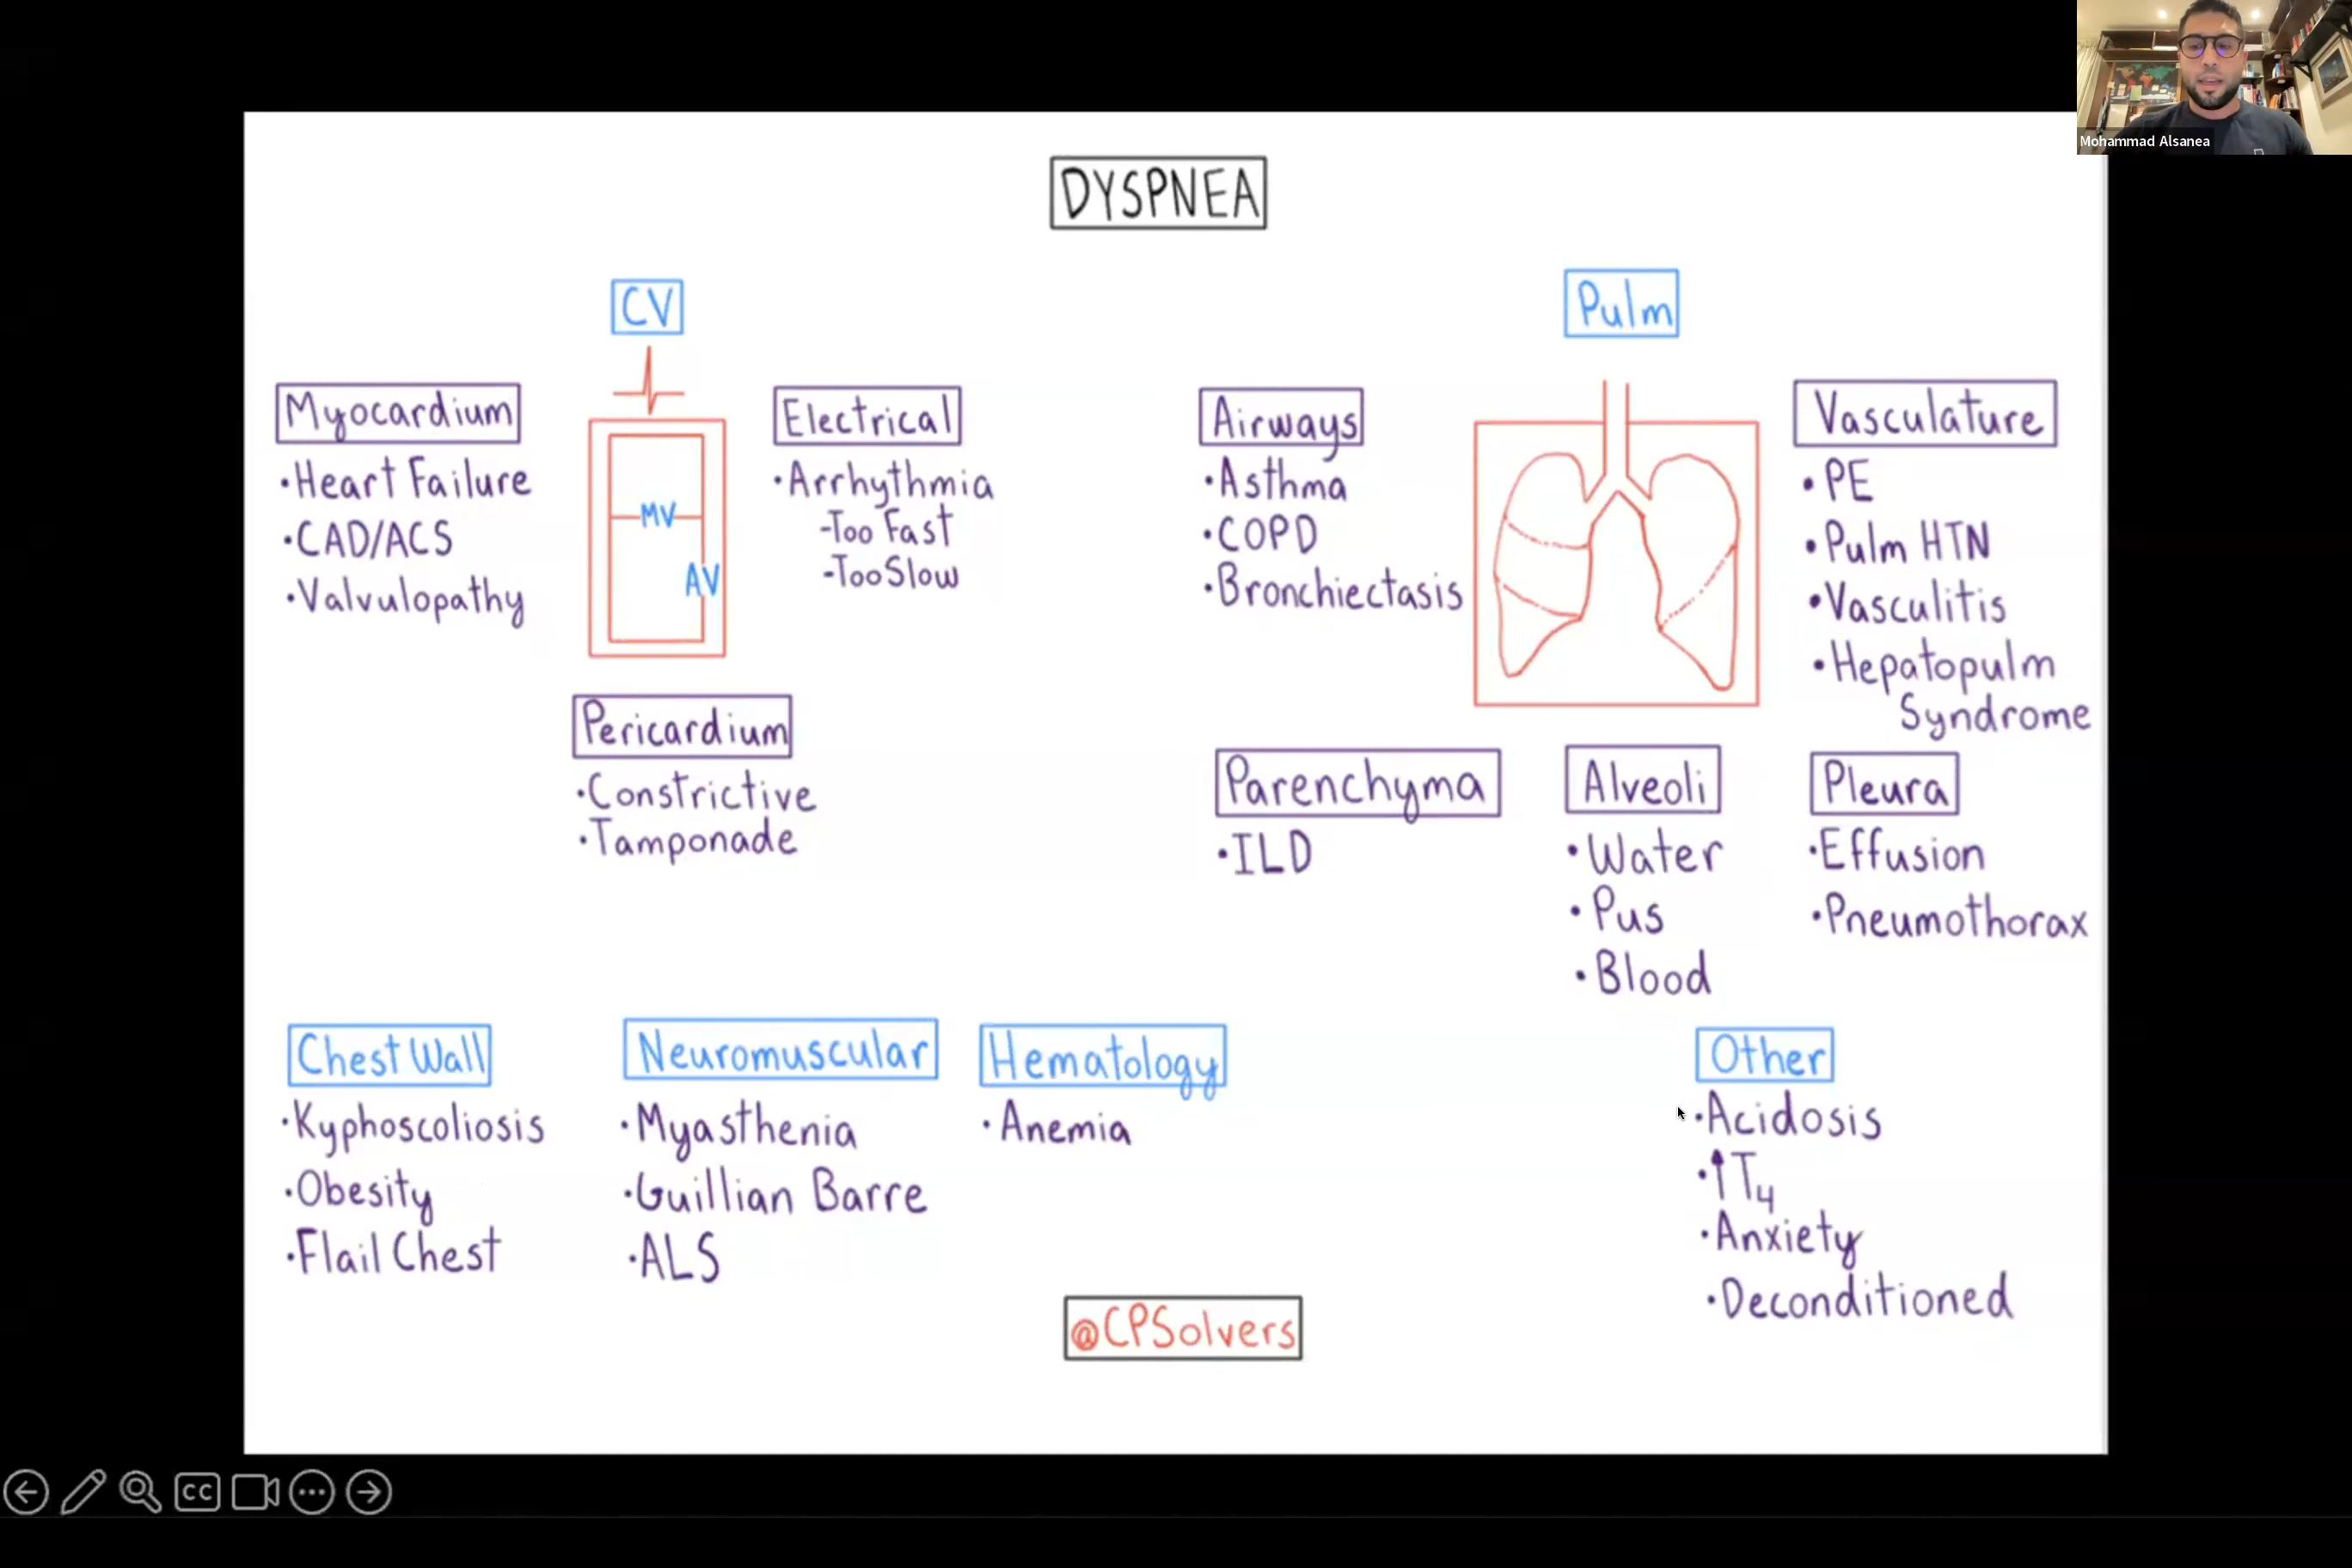 Mohammad Alsanea
DYSPNEA
CV
Myocardium
•Heart Failure
•CAD/ACS
•Valvulopathy
MV
AV
Electrical
•Arrhythmia
-Too Fast
-Too Slow
Pericardium
•Constrictive
•Tamponade
Pulm
Airways
•Asthma
•COPD
•Bronchiectasis
Vasculature
•PE
•Pulm HTN
•Vasculitis
•Hepatopulm
Syndrome
Parenchyma
•ILD
Alveoli
•Water
•Pus
•Blood
Pleura
•Effusion
•Pneumothorax
Chest Wall
•Kyphoscoliosis
•Obesity
•Flail Chest
Neuromuscular
•Myasthenia
•Guillian Barre
•ALS
Hematology
•Anemia
Other
•Acidosis
•↑T4
•Anxiety
•Deconditioned
@CPSolvers
CC